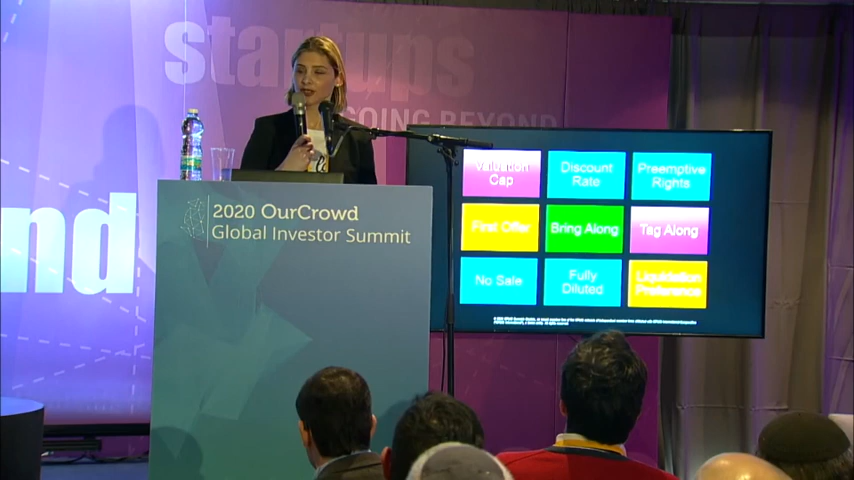 startups
GOING BEYOND
nd
2020 OurCrowd
Global Investor Summit
Valuation
Cap
Discount
Rate
Preemptive
Rights
First Offer
Bring Along
Tag Along
No Sale
Fully
Diluted
Liquidation
Preference